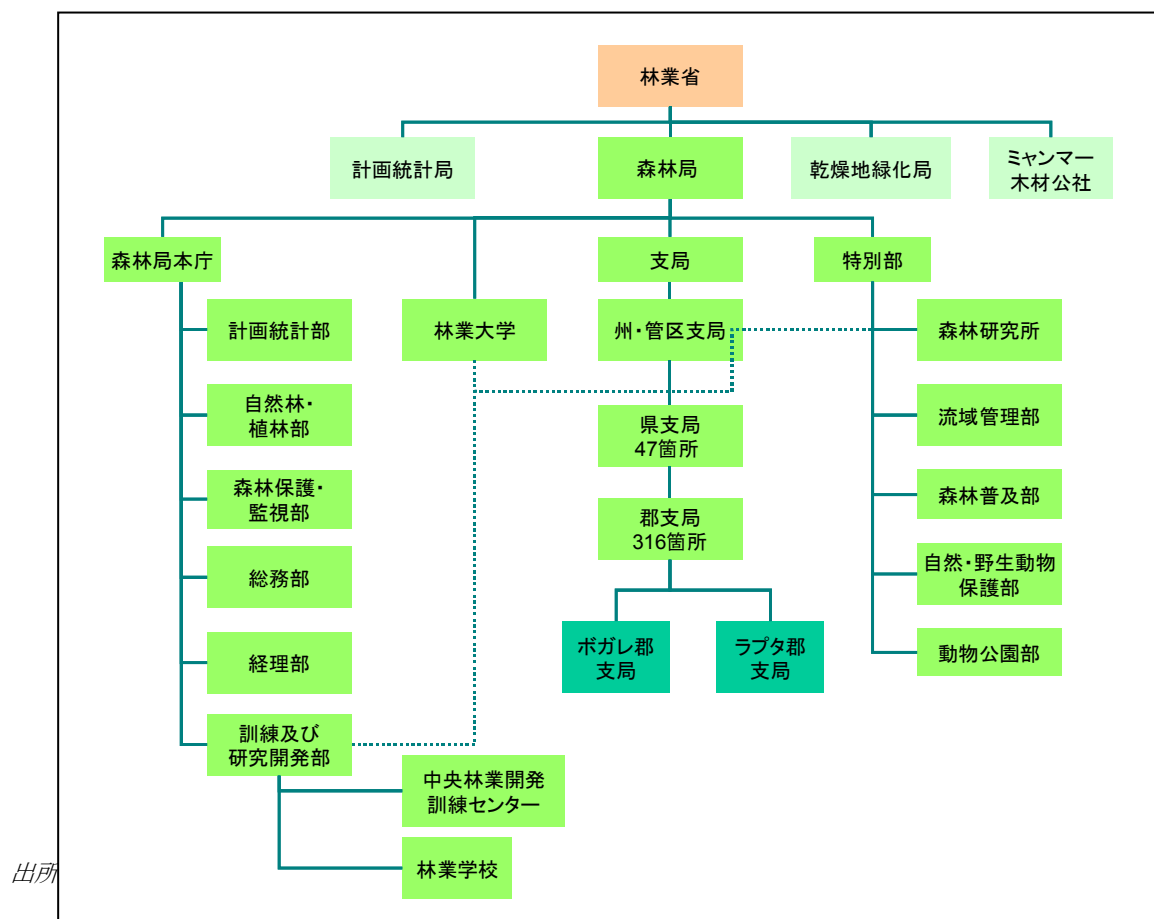 林業省
計画統計局
森林局
乾燥地緑化局
ミャンマー
木材公社
森林局本庁
支局
特別部
計画統計部
林業大学
州・管区支局
森林研究所
自然林・
植林部
県支局
47箇所
流域管理部
森林保護・
監視部
郡支局
316箇所
森林普及部
総務部
自然・野生動物
保護部
経理部
ボガレ郡
支局
ラプタ郡
支局
動物公園部
訓練及び
研究開発部
中央林業開発
訓練センター
林業学校
出所